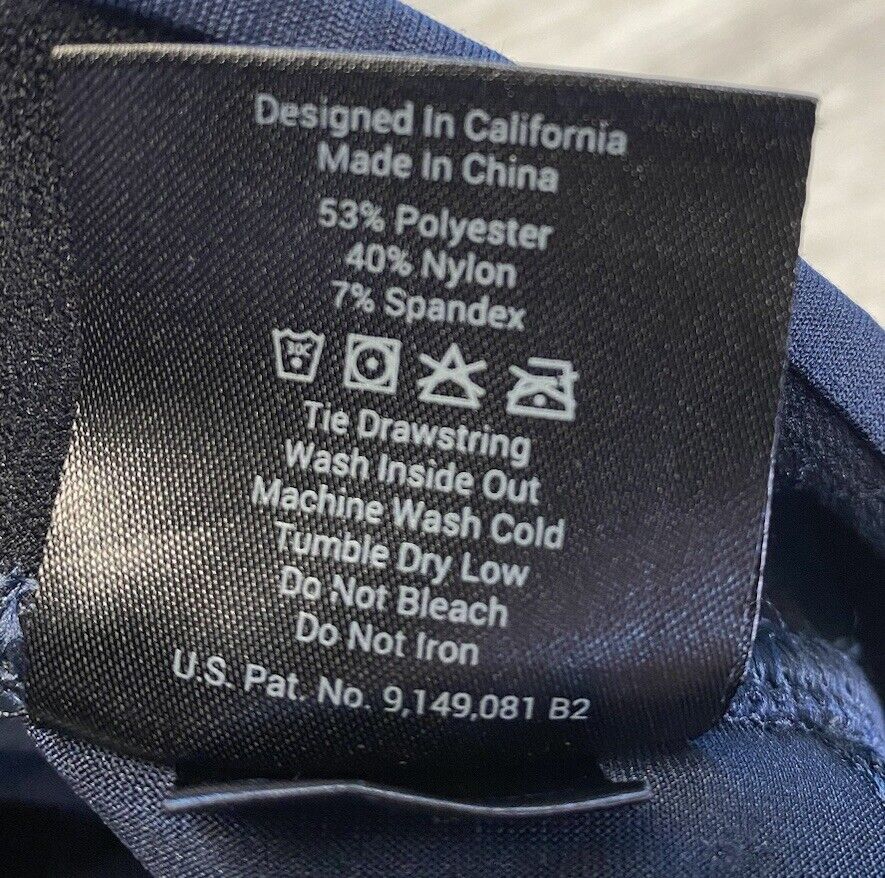 Designed In California
Made In China
53% Polyester
40% Nylon
7% Spandex
30C
Tie Drawstring
Wash Inside Out
Machine Wash Cold
Tumble Dry Low
Do Not Bleach
Do Not Iron
U.S. Pat. No. 9,149,081 B2